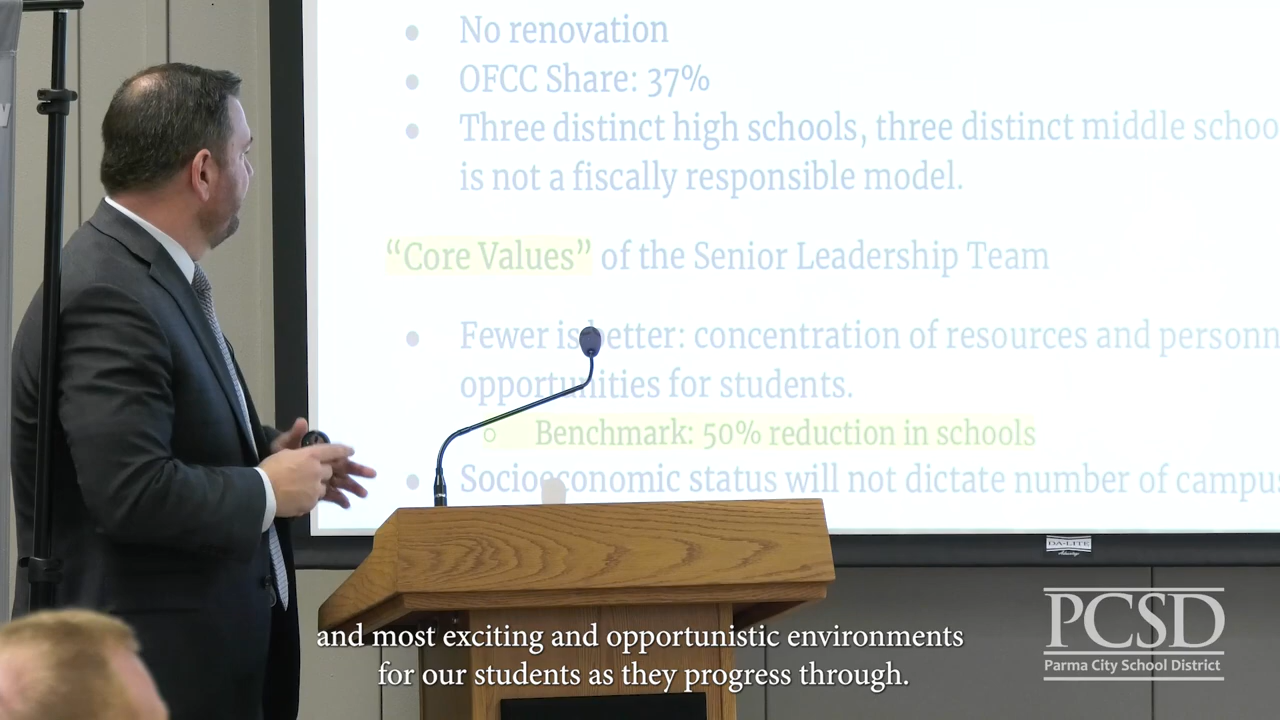 No renovation
OFCC Share: 37%
Three distinct high schools, three distinct middle schoo
is not a fiscally responsible model.
“Core Values” of the Senior Leadership Team
Fewer is better: concentration of resources and personn
opportunities for students.
Benchmark: 50% reduction in schools
Socioeconomic status will not dictate number of campus
DA-LITE
and most exciting and opportunistic environments
for our students as they progress through.
PCSD
Parma City School District